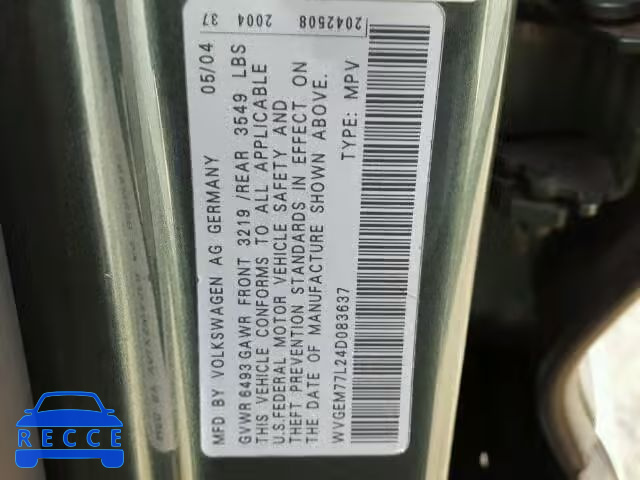 37 2004 2042508
MFD BY VOLKSWAGEN AG GERMANY 05/04
GVWR 6493 GAWR FRONT 3219 /REAR 3549 LBS
THIS VEHICLE CONFORMS TO ALL APPLICABLE
U.S.FEDERAL MOTOR VEHICLE SAFETY AND
THEFT PREVENTION STANDARDS IN EFFECT ON
THE DATE OF MANUFACTURE SHOWN ABOVE.
WVGEM77L24D083637 TYPE: MPV